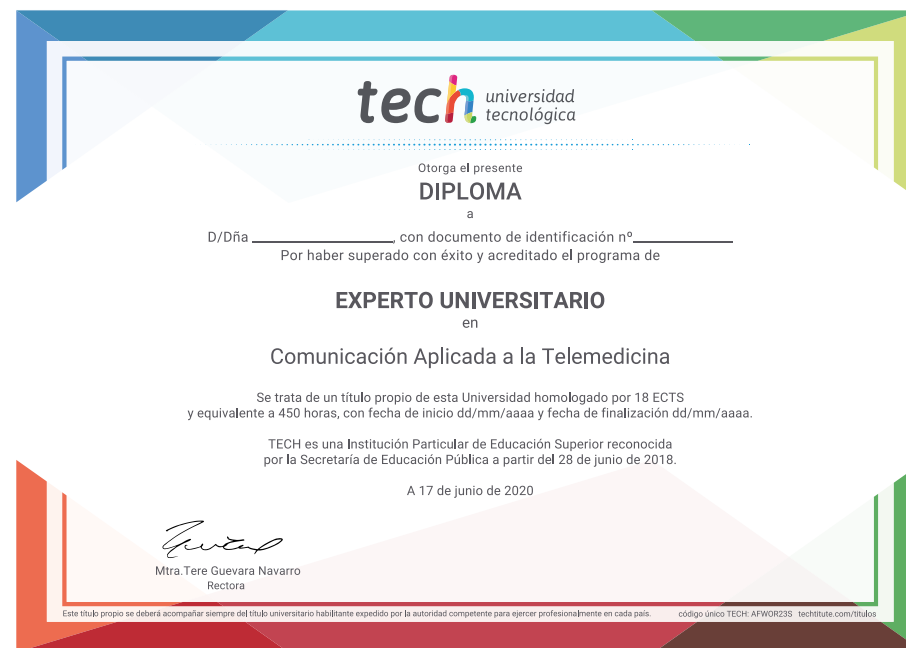 tech universidad
tecnológica
Otorga el presente
DIPLOMA
a
D/Dña ________________, con documento de identificación nº____________
Por haber superado con éxito y acreditado el programa de
EXPERTO UNIVERSITARIO
en
Comunicación Aplicada a la Telemedicina
Se trata de un título propio de esta Universidad homologado por 18 ECTS
y equivalente a 450 horas, con fecha de inicio dd/mm/aaaa y fecha de finalización dd/mm/aaaa.
TECH es una Institución Particular de Educación Superior reconocida
por la Secretaría de Educación Pública a partir del 28 de junio de 2018.
A 17 de junio de 2020
Mtra.Tere Guevara Navarro
Rectora
Este título propio se deberá acompañar siempre del título universitario habilitante expedido por la autoridad competente para ejercer profesionalmente en cada país. código único TECH: AFWOR23S techtitute.com/titulos